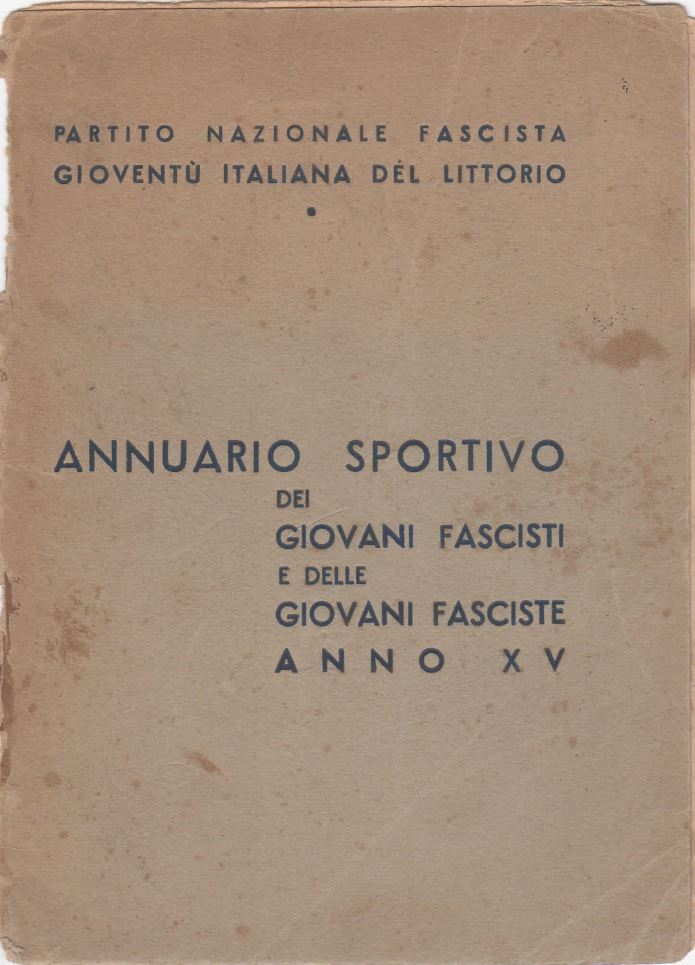 PARTITO NAZIONALE FASCISTA
GIOVENTÙ ITALIANA DEL LITTORIO
•
ANNUARIO SPORTIVO
DEI
GIOVANI FASCISTI
E DELLE
GIOVANI FASCISTE
ANNO XV